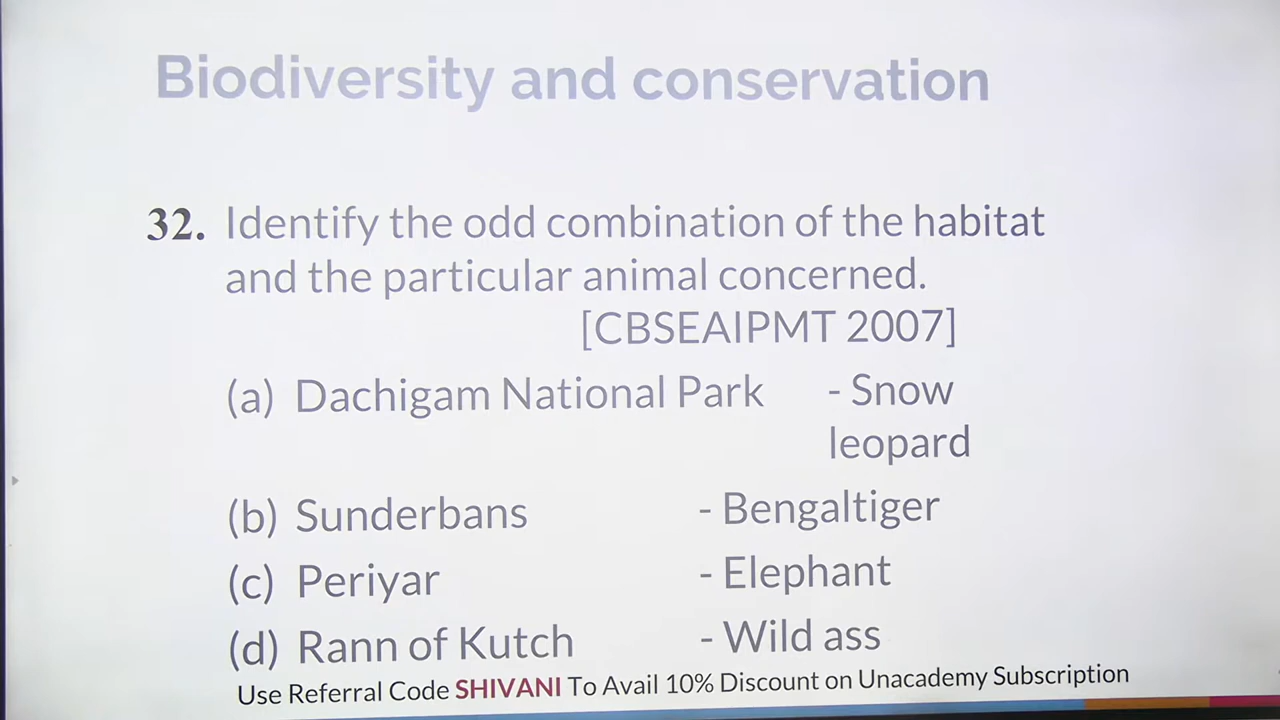 Biodiversity and conservation
32. Identify the odd combination of the habitat
and the particular animal concerned.
[CBSEAIPMT 2007]
(a) Dachigam National Park - Snow
leopard
(b) Sunderbans - Bengaltiger
(c) Periyar - Elephant
(d) Rann of Kutch - Wild ass
Use Referral Code SHIVANI To Avail 10% Discount on Unacademy Subscription